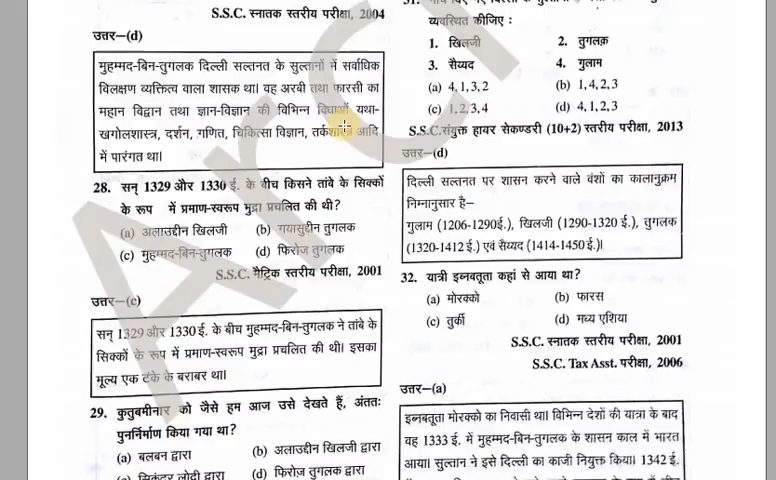 S.S.C. स्नातक स्तरीय परीक्षा, 2004
उत्तर—(d)
मुहम्मद-बिन-तुगलक दिल्ली सल्तनत के सुल्तानों में सर्वाधिक
विलक्षण व्यक्तित्व वाला शासक था। वह अरबी तथा फारसी का
महान विद्वान तथा ज्ञान-विज्ञान की विभिन्न विधाओं यथा-
खगोलशास्त्र, दर्शन, गणित, चिकित्सा विज्ञान, तर्कशास्त्र आदि
में पारंगत था।
28. सन् 1329 और 1330 ई. के बीच किसने तांबे के सिक्कों
के रूप में प्रमाण-स्वरूप मुद्रा प्रचलित की थी?
(a) अलाउद्दीन खिलजी (b) गयासुद्दीन तुगलक
(c) मुहम्मद-बिन-तुगलक (d) फिरोज तुगलक
S.S.C. मैट्रिक स्तरीय परीक्षा, 2001
उत्तर—(c)
सन् 1329 और 1330 ई. के बीच मुहम्मद-बिन-तुगलक ने तांबे के
सिक्कों के रूप में प्रमाण-स्वरूप मुद्रा प्रचलित की थी। इसका
मूल्य एक टंके के बराबर था।
29. कुतुबमीनार को जैसे हम आज उसे देखते हैं, अंततः
पुनर्निर्माण किया गया था?
(a) बलबन द्वारा (b) अलाउद्दीन खिलजी द्वारा
सिकंदर लोदी द्वारा (d) फिरोज़ तुगलक द्वारा
व्यवस्थित कीजिए :
1. खिलजी 2. तुगलक़
3. सैय्यद 4. गुलाम
(a) 4,1,3,2 (b) 1,4,2,3
(c) 1,2,3,4 (d) 4,1,2,3
S.S.C.संयुक्त हायर सेकण्डरी (10+2) स्तरीय परीक्षा, 2013
उत्तर—(d)
दिल्ली सल्तनत पर शासन करने वाले वंशों का कालानुक्रम
निम्नानुसार है–
गुलाम (1206-1290ई.), खिलजी (1290-1320 ई.), तुगलक
(1320-1412 ई.) एवं सैय्यद (1414-1450 ई.)।
32. यात्री इब्नबतूता कहां से आया था?
(a) मोरक्को (b) फारस
(c) तुर्की (d) मध्य एशिया
S.S.C. स्नातक स्तरीय परीक्षा, 2001
S.S.C. Tax Asst. परीक्षा, 2006
उत्तर—(a)
इब्नबतूता मोरक्को का निवासी था। विभिन्न देशों की यात्रा के बाद
वह 1333 ई. में मुहम्मद-बिन-तुगलक के शासन काल में भारत
आया। सुल्तान ने इसे दिल्ली का काजी नियुक्त किया। 1342 ई.